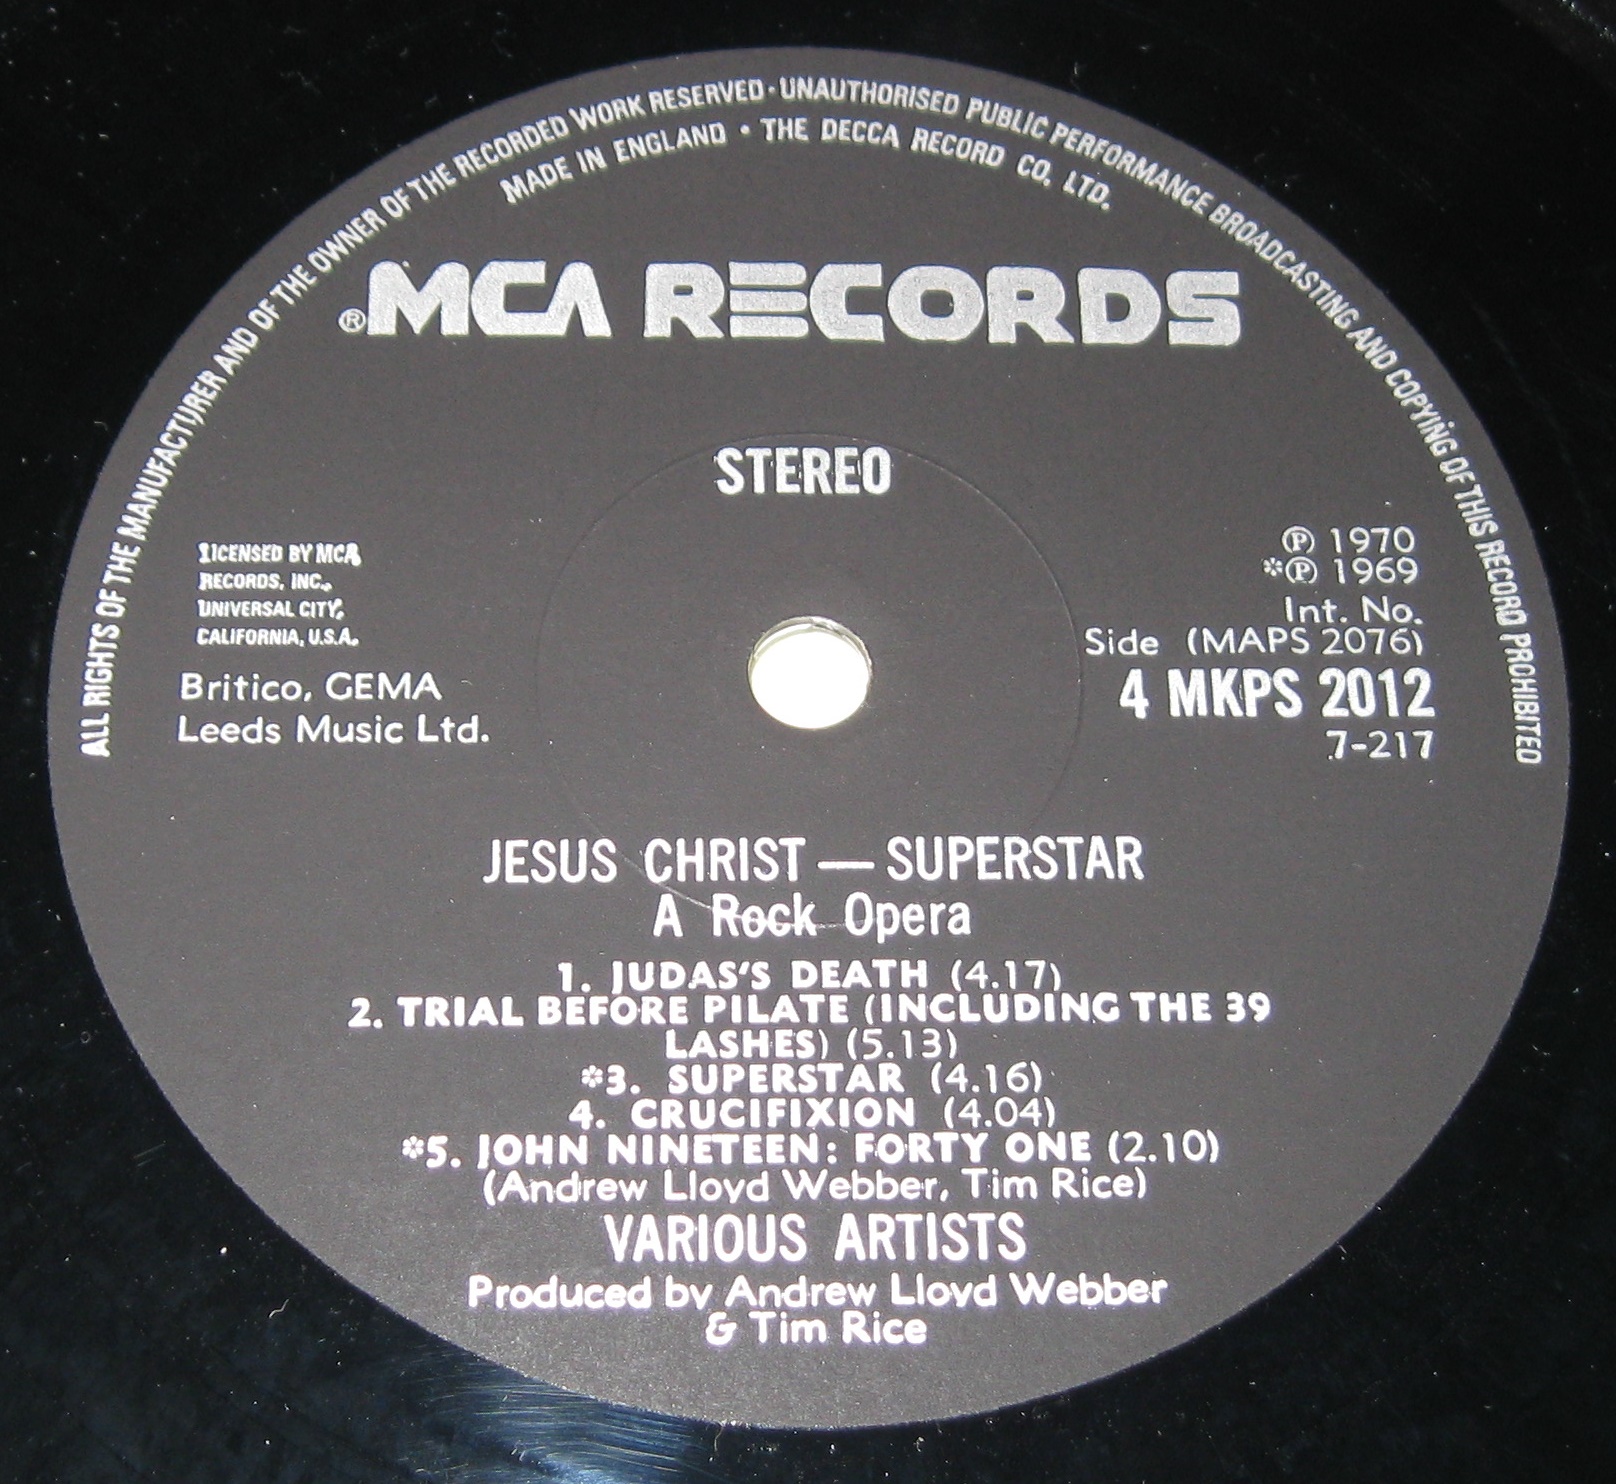 ALL RIGHTS OF THE MANUFACTURER AND OF THE OWNER OF THE RECORDED WORK RESERVED · UNAUTHORISED PUBLIC PERFORMANCE BROADCASTING AND COPYING OF THIS RECORD PROHIBITED
MADE IN ENGLAND • THE DECCA RECORD CO. LTD.
®MCA RECORDS
STEREO
LICENSED BY MCA
RECORDS, INC.,
UNIVERSAL CITY,
CALIFORNIA, U.S.A.
Britico, GEMA
Leeds Music Ltd.
℗ 1970
*℗ 1969
Int. No.
Side (MAPS 2076)
4 MKPS 2012
7-217
JESUS CHRIST — SUPERSTAR
A Rock Opera
1. JUDAS'S DEATH (4.17)
2. TRIAL BEFORE PILATE (INCLUDING THE 39
LASHES) (5.13)
*3. SUPERSTAR (4.16)
4. CRUCIFIXION (4.04)
*5. JOHN NINETEEN: FORTY ONE (2.10)
(Andrew Lloyd Webber, Tim Rice)
VARIOUS ARTISTS
Produced by Andrew Lloyd Webber
& Tim Rice